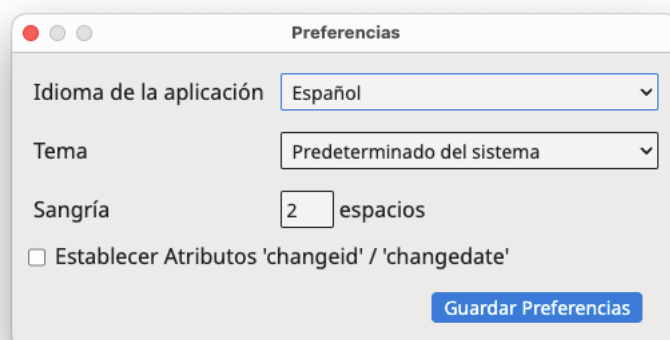 Preferencias
Idioma de la aplicación Español
Tema Predeterminado del sistema
Sangría 2 espacios
Establecer Atributos 'changeid' / 'changedate'
Guardar Preferencias